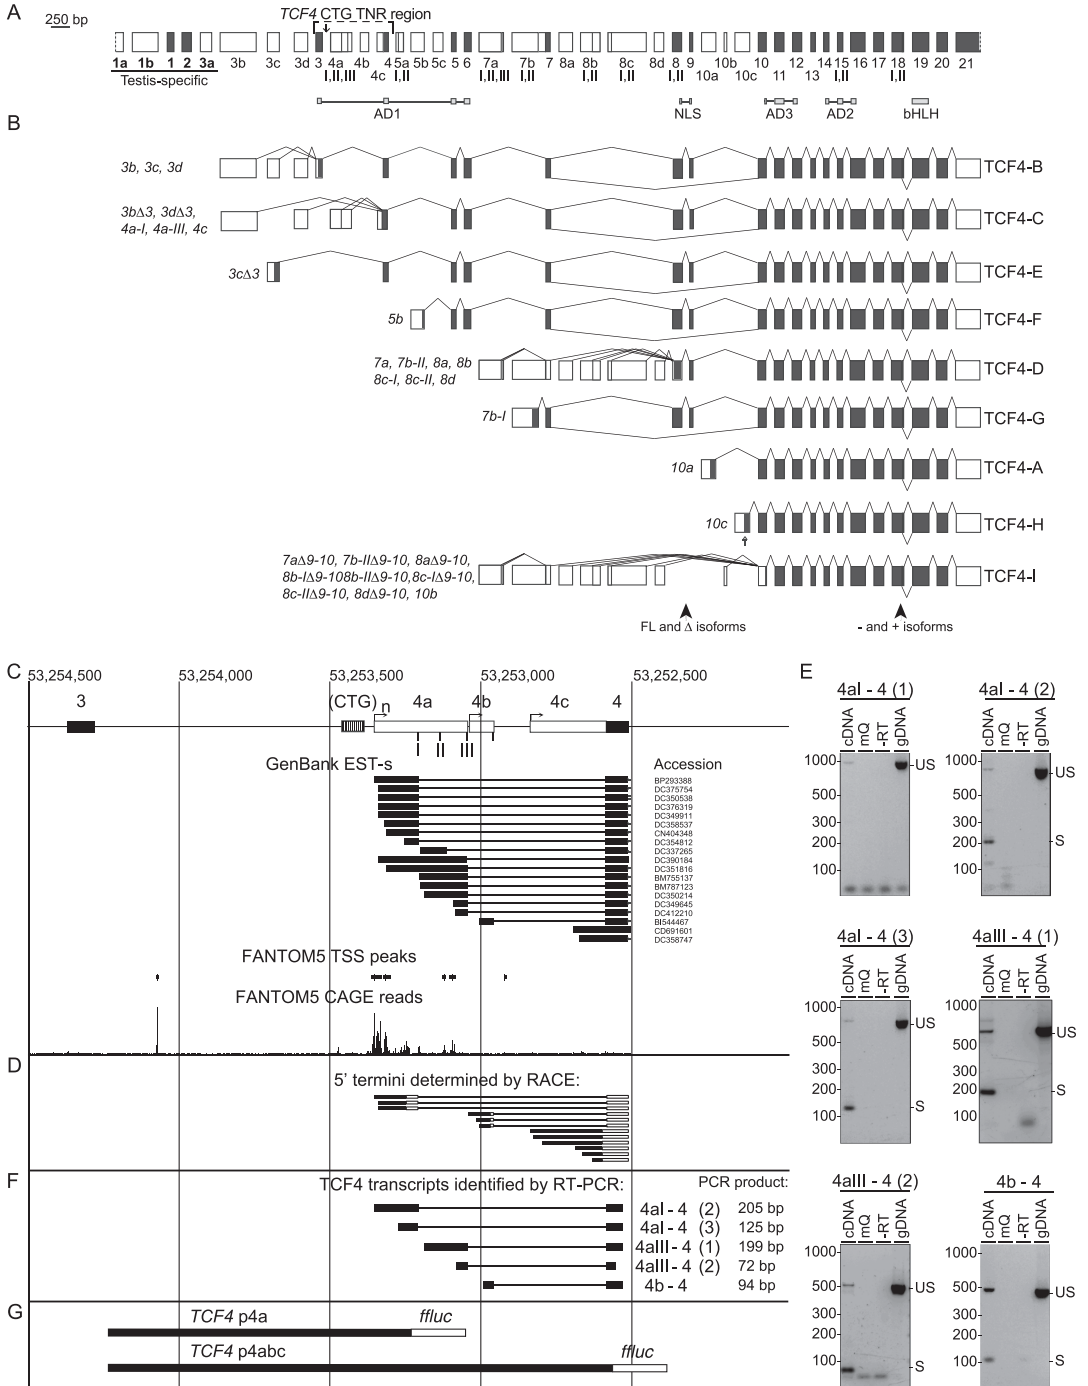 A
250 bp
TCF4 CTG TNR region
1a 1b 1 2 3a 3b 3c 3d 3 4a 4b 4 5a 5b 5c 5 6 7a 7b 7 8a 8b 8c 8d 8 9 10b 10 12 14 15 16 17 18 19 20 21
I,II,III 4c I,II I,II,III I,II I,II I,II I,II 10a 10c 11 13 I,II I,II
Testis-specific
AD1 NLS AD3 AD2 bHLH
B
3b, 3c, 3d TCF4-B
3bΔ3, 3dΔ3,
4a-I, 4a-III, 4c TCF4-C
3cΔ3 TCF4-E
5b TCF4-F
7a, 7b-II, 8a, 8b
8c-I, 8c-II, 8d TCF4-D
7b-I TCF4-G
10a TCF4-A
10c TCF4-H
7aΔ9-10, 7b-IIΔ9-10, 8aΔ9-10,
8b-IΔ9-108b-IIΔ9-10,8c-IΔ9-10,
8c-IIΔ9-10, 8dΔ9-10, 10b TCF4-I
FL and Δ isoforms - and + isoforms
C
53,254,500 53,254,000 53,253,500 53,253,000 53,252,500
3 (CTG)n 4a 4b 4c 4
I II III
GenBank EST-s Accession
BP293388
DC375754
DC350538
DC376319
DC349911
DC358537
CN404348
DC354812
DC337265
DC390184
DC351816
BM755137
BM787123
DC350214
DC349645
DC412210
BI544467
CD691601
DC358747
FANTOM5 TSS peaks
FANTOM5 CAGE reads
D
5' termini determined by RACE:
F
TCF4 transcripts identified by RT-PCR: PCR product:
4aI - 4 (2) 205 bp
4aI - 4 (3) 125 bp
4aIII - 4 (1) 199 bp
4aIII - 4 (2) 72 bp
4b - 4 94 bp
G
TCF4 p4a ffluc
TCF4 p4abc ffluc
E
4aI - 4 (1)
cDNA mQ -RT gDNA
1000
500
300
200
100
US
4aI - 4 (2)
cDNA mQ -RT gDNA
1000
500
300
200
100
US
S
4aI - 4 (3)
cDNA mQ -RT gDNA
1000
500
300
200
100
US
S
4aIII - 4 (1)
cDNA mQ -RT gDNA
1000
500
300
200
100
US
S
4aIII - 4 (2)
cDNA mQ -RT gDNA
1000
500
300
200
100
US
S
4b - 4
cDNA mQ -RT gDNA
1000
500
300
200
100
US
S